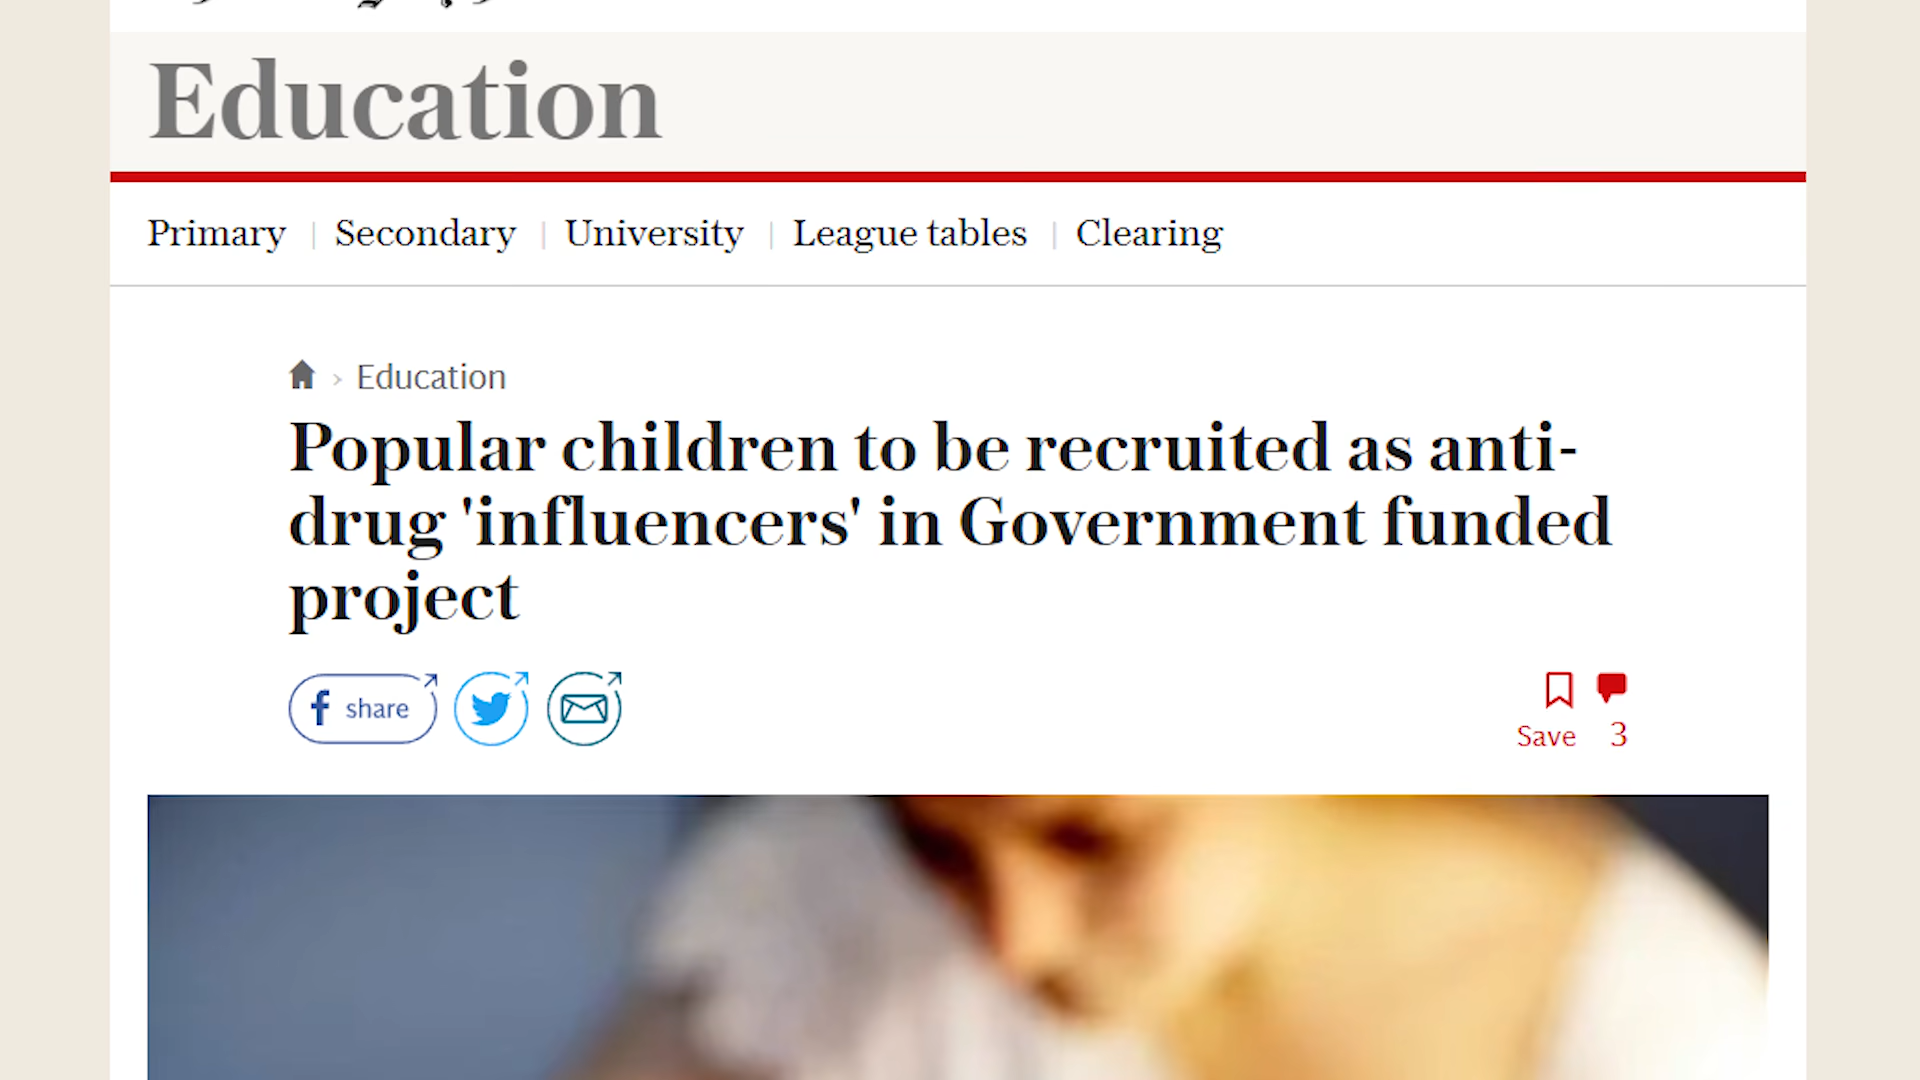 Education
Primary | Secondary | University | League tables | Clearing
› Education
Popular children to be recruited as anti-
drug 'influencers' in Government funded
project
f share
Save 3